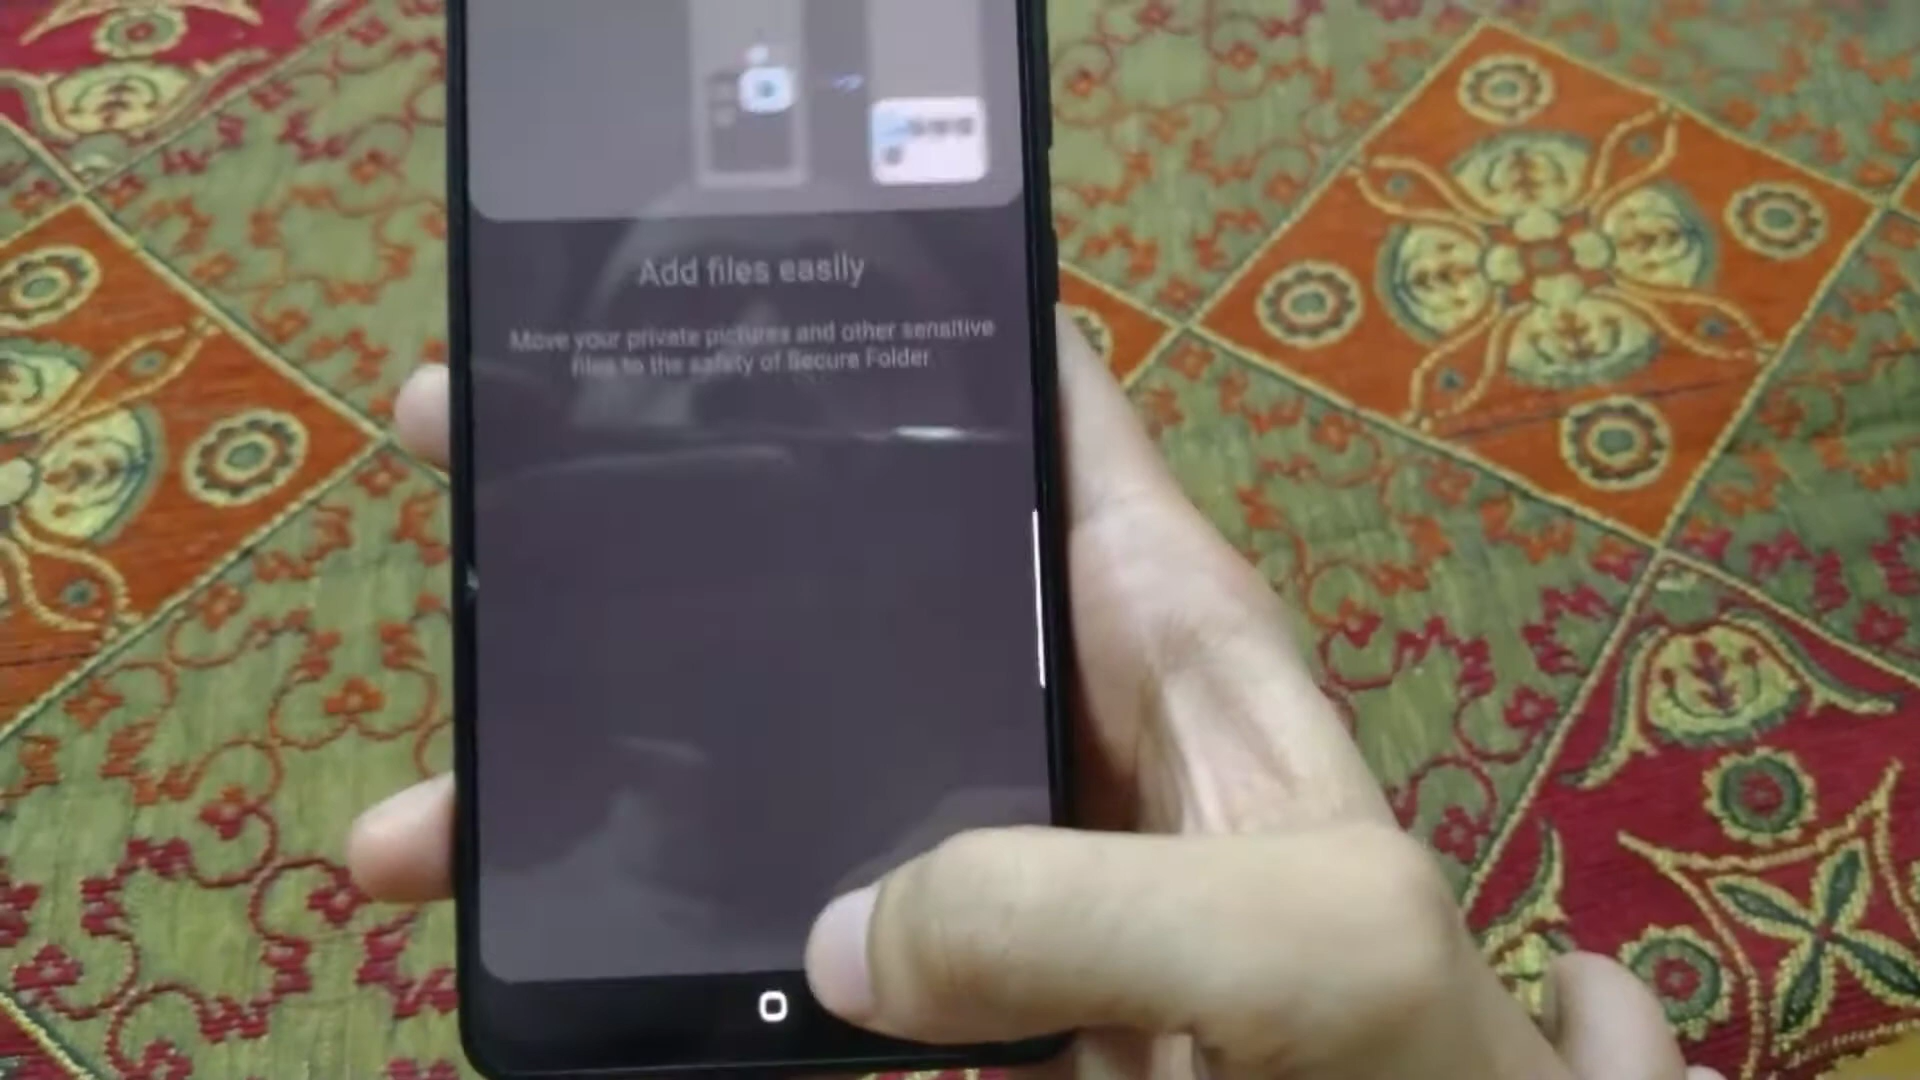 Add files easily
Move your private pictures and other sensitive
files to the safety of Secure Folder